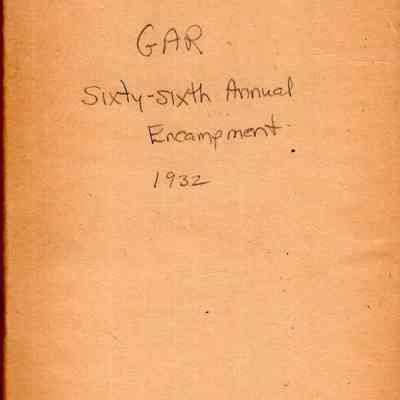 GAR
Sixty-sixth Annual
Encampment
1932